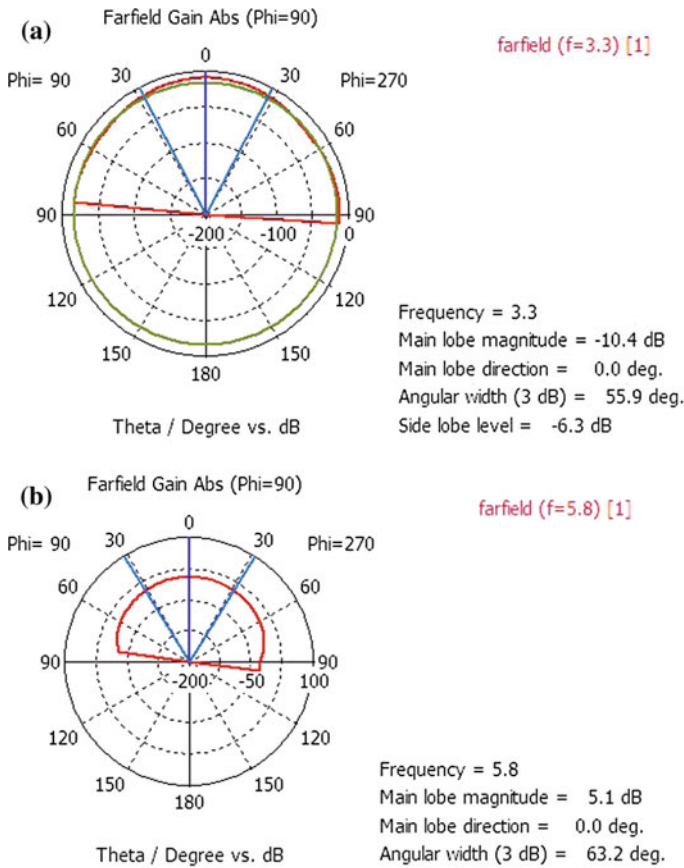 (a)
Farfield Gain Abs (Phi=90)
farfield (f=3.3) [1]
0
Phi= 90 30 30 Phi=270
60 60
90 -200 -100 0 90
120 120
150 150
180
Theta / Degree vs. dB
Frequency = 3.3
Main lobe magnitude = -10.4 dB
Main lobe direction = 0.0 deg.
Angular width (3 dB) = 55.9 deg.
Side lobe level = -6.3 dB
(b)
Farfield Gain Abs (Phi=90)
farfield (f=5.8) [1]
0
Phi= 90 30 30 Phi=270
60 60
90 -200 -50 100 90
120 120
150 150
180
Theta / Degree vs. dB
Frequency = 5.8
Main lobe magnitude = 5.1 dB
Main lobe direction = 0.0 deg.
Angular width (3 dB) = 63.2 deg.